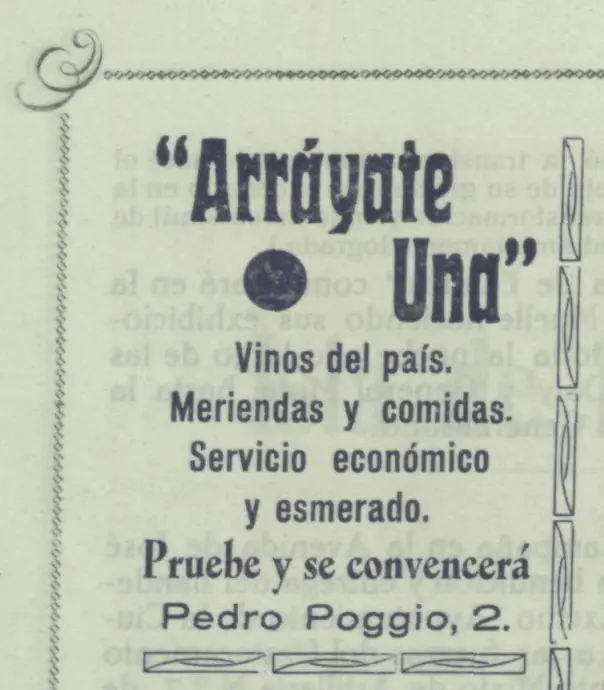 “Arráyate
Una”
Vinos del país.
Meriendas y comidas.
Servicio económico
y esmerado.
Pruebe y se convencerá
Pedro Poggio, 2.